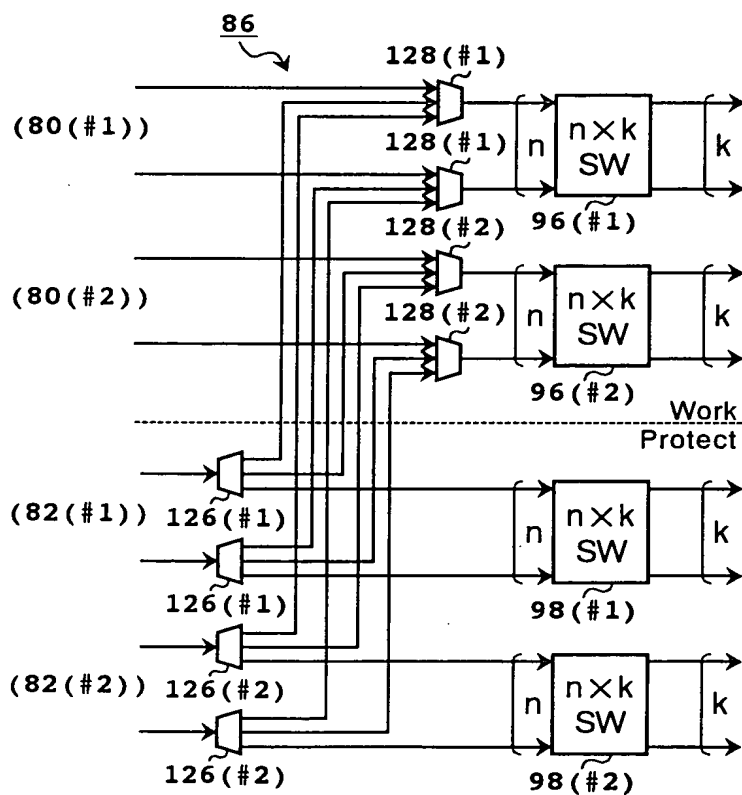 86
128(#1)
(80(#1))
n
n×k
SW
k
128(#1)
96(#1)
128(#2)
(80(#2))
n
n×k
SW
k
128(#2)
96(#2)
Work
Protect
(82(#1))
126(#1)
n
n×k
SW
k
126(#1)
98(#1)
(82(#2))
126(#2)
n
n×k
SW
k
126(#2)
98(#2)